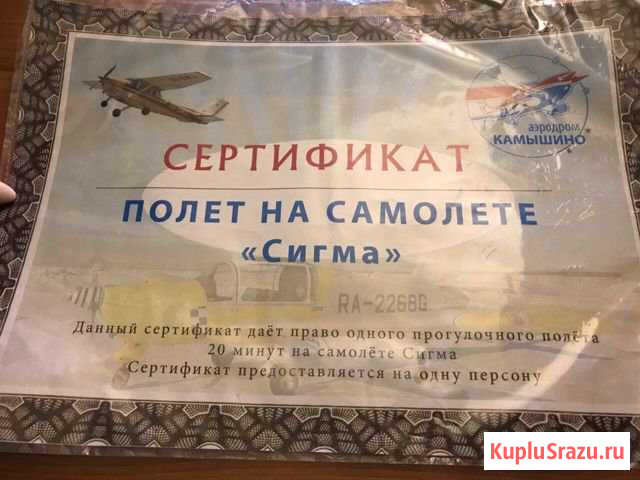 аэродром
КАМЫШИНО
СЕРТИФИКАТ
ПОЛЕТ НА САМОЛЕТЕ
«Сигма»
RA-2268G
Данный сертификат даёт право одного прогулочного полёта
20 минут на самолёте Сигма
Сертификат предоставляется на одну персону
KupluSrazu.ru